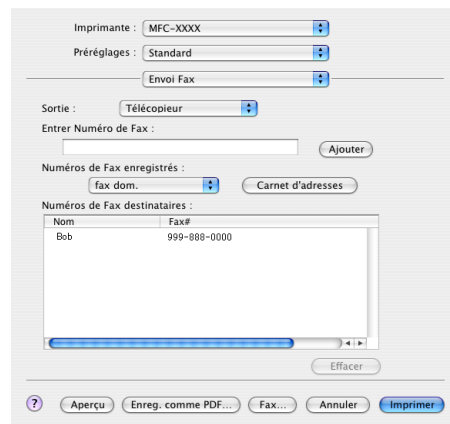 Imprimante : MFC-XXXX
Préréglages : Standard
Envoi Fax
Sortie : Télécopieur
Entrer Numéro de Fax :
Ajouter
Numéros de Fax enregistrés :
fax dom. Carnet d'adresses
Numéros de Fax destinataires :
Nom Fax#
Bob 999-888-0000
Effacer
? Aperçu Enreg. comme PDF... Fax... Annuler Imprimer